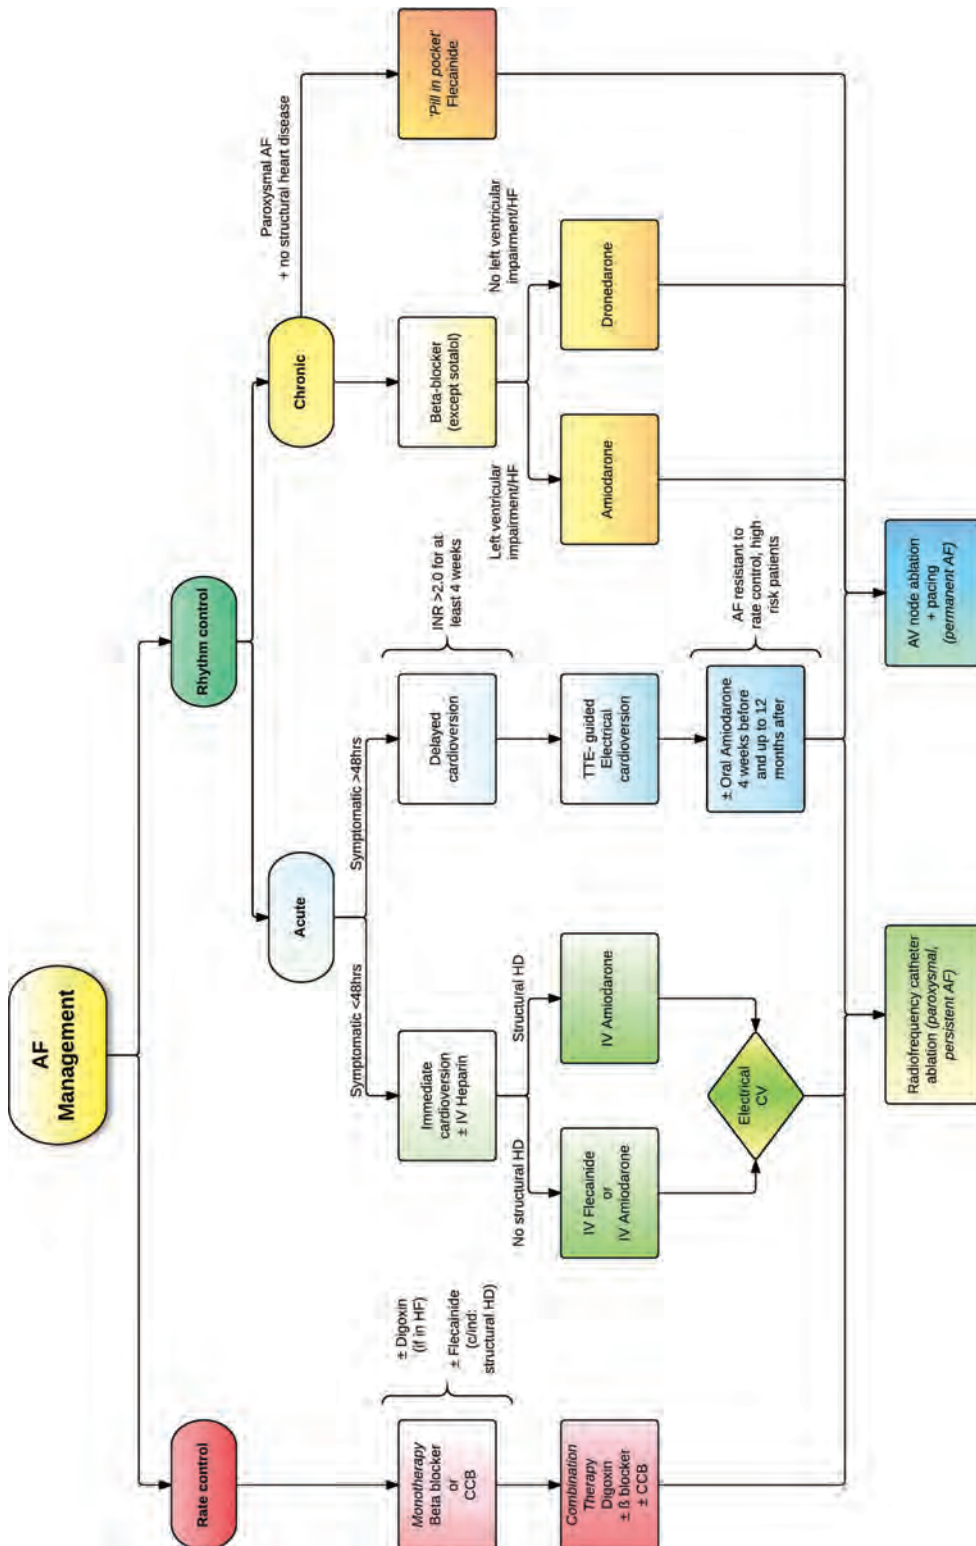 AF
Management
Rate control
Rhythm control
Acute
Chronic
Paroxysmal AF
+ no structural heart disease
Symptomatic <48hrs
Symptomatic >48hrs
Monotherapy
Beta blocker
or
CCB
± Digoxin
(if in HF)
± Flecainide
(c/ind:
structural HD)
Immediate
cardioversion
± IV Heparin
Delayed
cardioversion
INR >2.0 for at
least 4 weeks
Beta-blocker
(except sotalol)
'Pill in pocket'
Flecainide
No structural HD
Structural HD
Left ventricular
impairment/HF
No left ventricular
impairment/HF
Combination
Therapy
Digoxin
± ß blocker
± CCB
IV Flecainide
or
IV Amiodarone
IV Amiodarone
TTE- guided
Electrical
cardioversion
Amiodarone
Dronedarone
Electrical
CV
± Oral Amiodarone
4 weeks before
and up to 12
months after
AF resistant to
rate control, high-
risk patients
Radiofrequency catheter
ablation (paroxysmal,
persistent AF)
AV node ablation
+ pacing
(permanent AF)